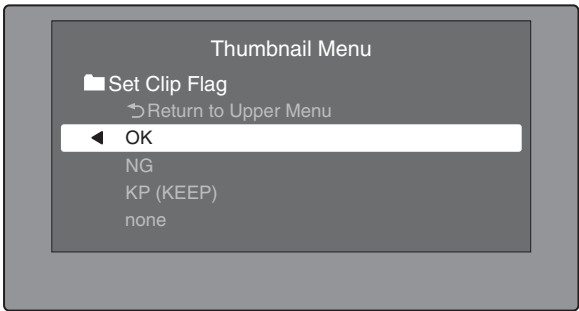 Thumbnail Menu
Set Clip Flag
Return to Upper Menu
OK
NG
KP (KEEP)
none